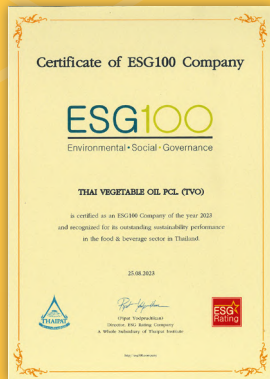 Certificate of ESG100 Company
ESG100
Environmental • Social • Governance
THAI VEGETABLE OIL PCL. (TVO)
is certified as an ESG100 Company of the year 2023
and recognized for its outstanding sustainability performance
in the food & beverage sector in Thailand.
25.08.2023
(Pipat Yodprudtikan)
Director, ESG Rating Company
A Whole Subsidiary of Thaipat Institute
THAIPAT
ESG
Rating